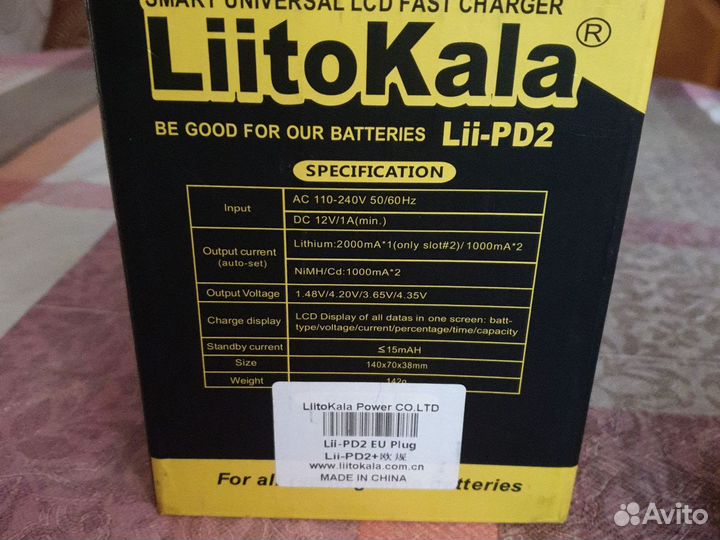 SMART UNIVERSAL LCD FAST CHARGER
LiitoKala®
BE GOOD FOR OUR BATTERIES Lii-PD2
SPECIFICATION
Input
AC 110-240V 50/60Hz
DC 12V/1A(min.)
Output current
(auto-set)
Lithium:2000mA*1(only slot#2)/1000mA*2
NiMH/Cd:1000mA*2
Output Voltage 1.48V/4.20V/3.65V/4.35V
Charge display
LCD Display of all datas in one screen: batt-
type/voltage/current/percentage/time/capacity
Standby current ≤15mAH
Size 140x70x38mm
Weight 142g
LiitoKala Power CO.LTD
Lii-PD2 EU Plug
Lii-PD2+欧规
www.liitokala.com.cn
MADE IN CHINA
For al
tteries
Avito